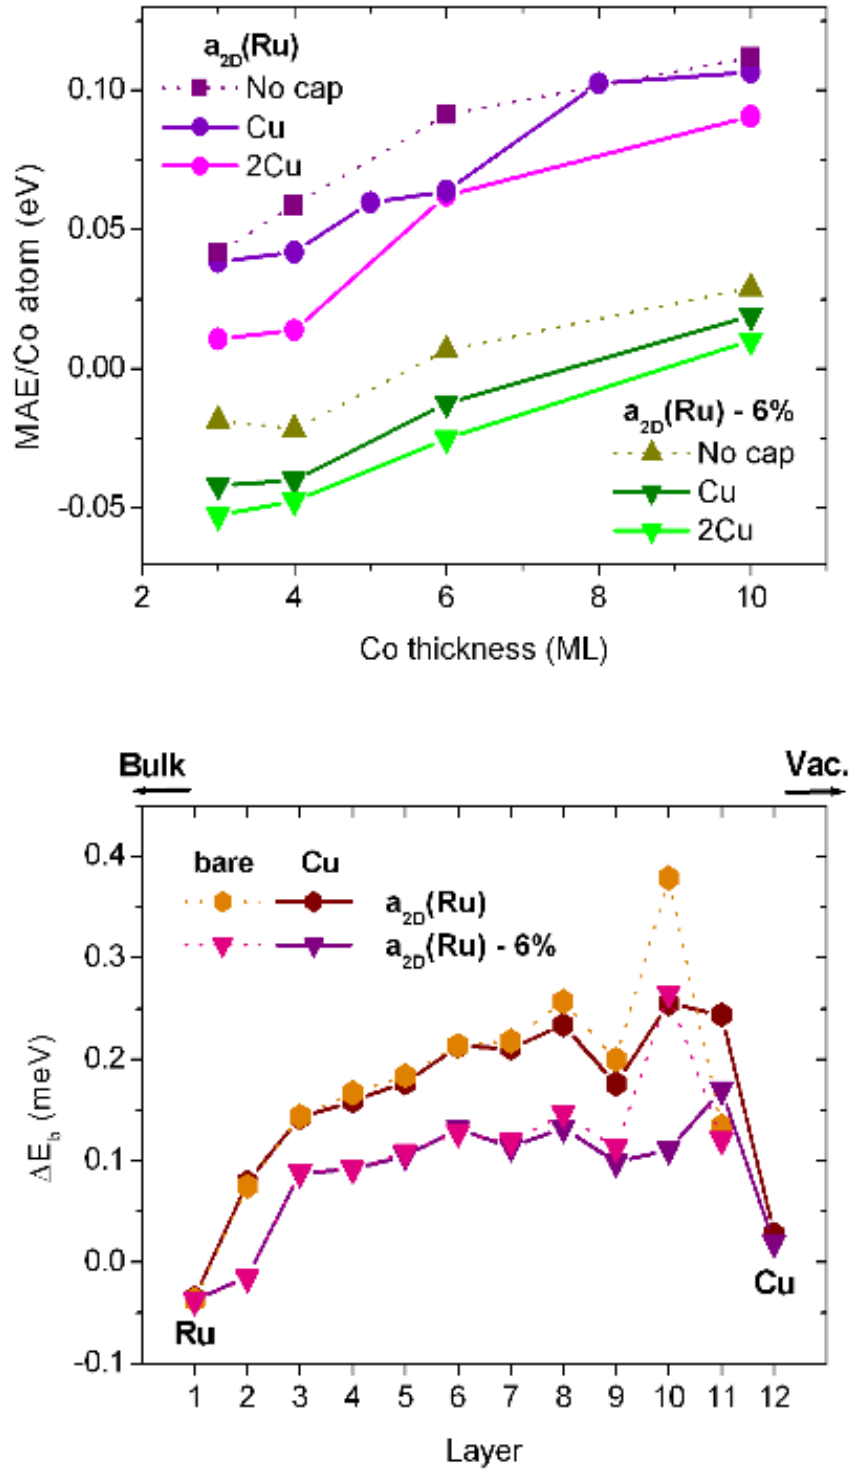 a2D(Ru)
No cap
Cu
2Cu
0.10
0.05
0.00
-0.05
MAE/Co atom (eV)
a2D(Ru) - 6%
No cap
Cu
2Cu
2 4 6 8 10
Co thickness (ML)
Bulk Vac.
bare Cu
a2D(Ru)
a2D(Ru) - 6%
0.4
0.3
0.2
0.1
0.0
-0.1
ΔEb (meV)
Ru
Cu
1 2 3 4 5 6 7 8 9 10 11 12
Layer